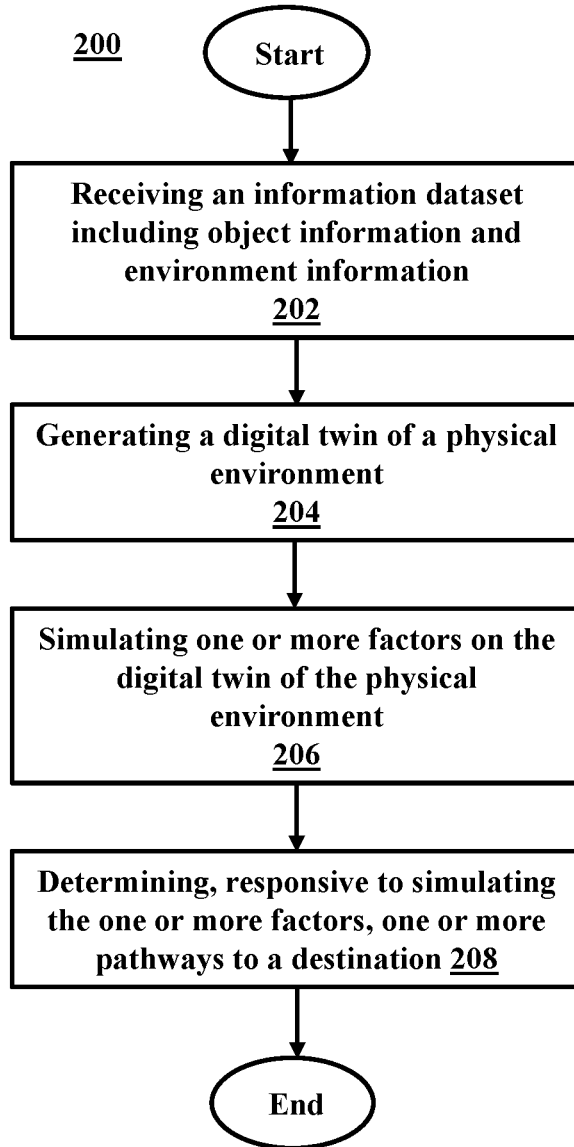 200
Start
Receiving an information dataset
including object information and
environment information
202
Generating a digital twin of a physical
environment
204
Simulating one or more factors on the
digital twin of the physical
environment
206
Determining, responsive to simulating
the one or more factors, one or more
pathways to a destination 208
End